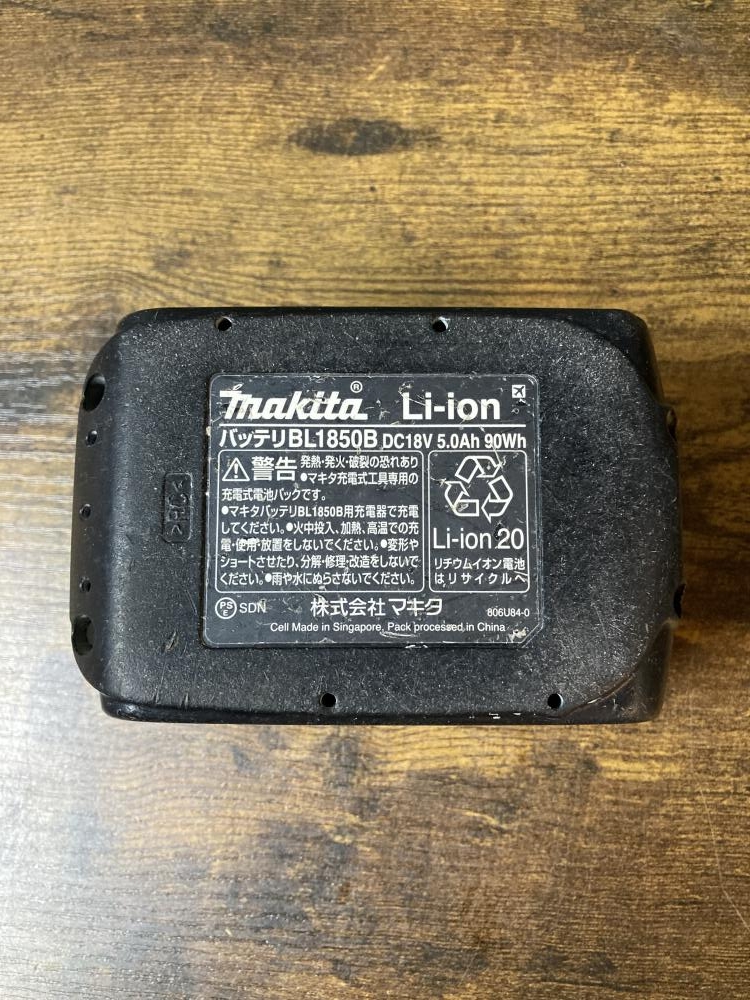 makita® Li-ion
バッテリBL1850B DC18V 5.0Ah 90Wh
警告 発熱・発火・破裂の恐れあり
●マキタ充電式工具専用の
充電式電池パックです。
●マキタバッテリBL1850B用充電器で充電
してください。●火中投入、加熱、高温での充
電・使用・放置をしないでください。●変形や
ショートさせたり、分解・修理・改造をしないで
ください。●雨や水にぬらさないでください。
Li-ion 20
リチウムイオン電池
はリサイクルへ
PSE SDN 株式会社マキタ 806U84-0
Cell Made in Singapore, Pack processed in China